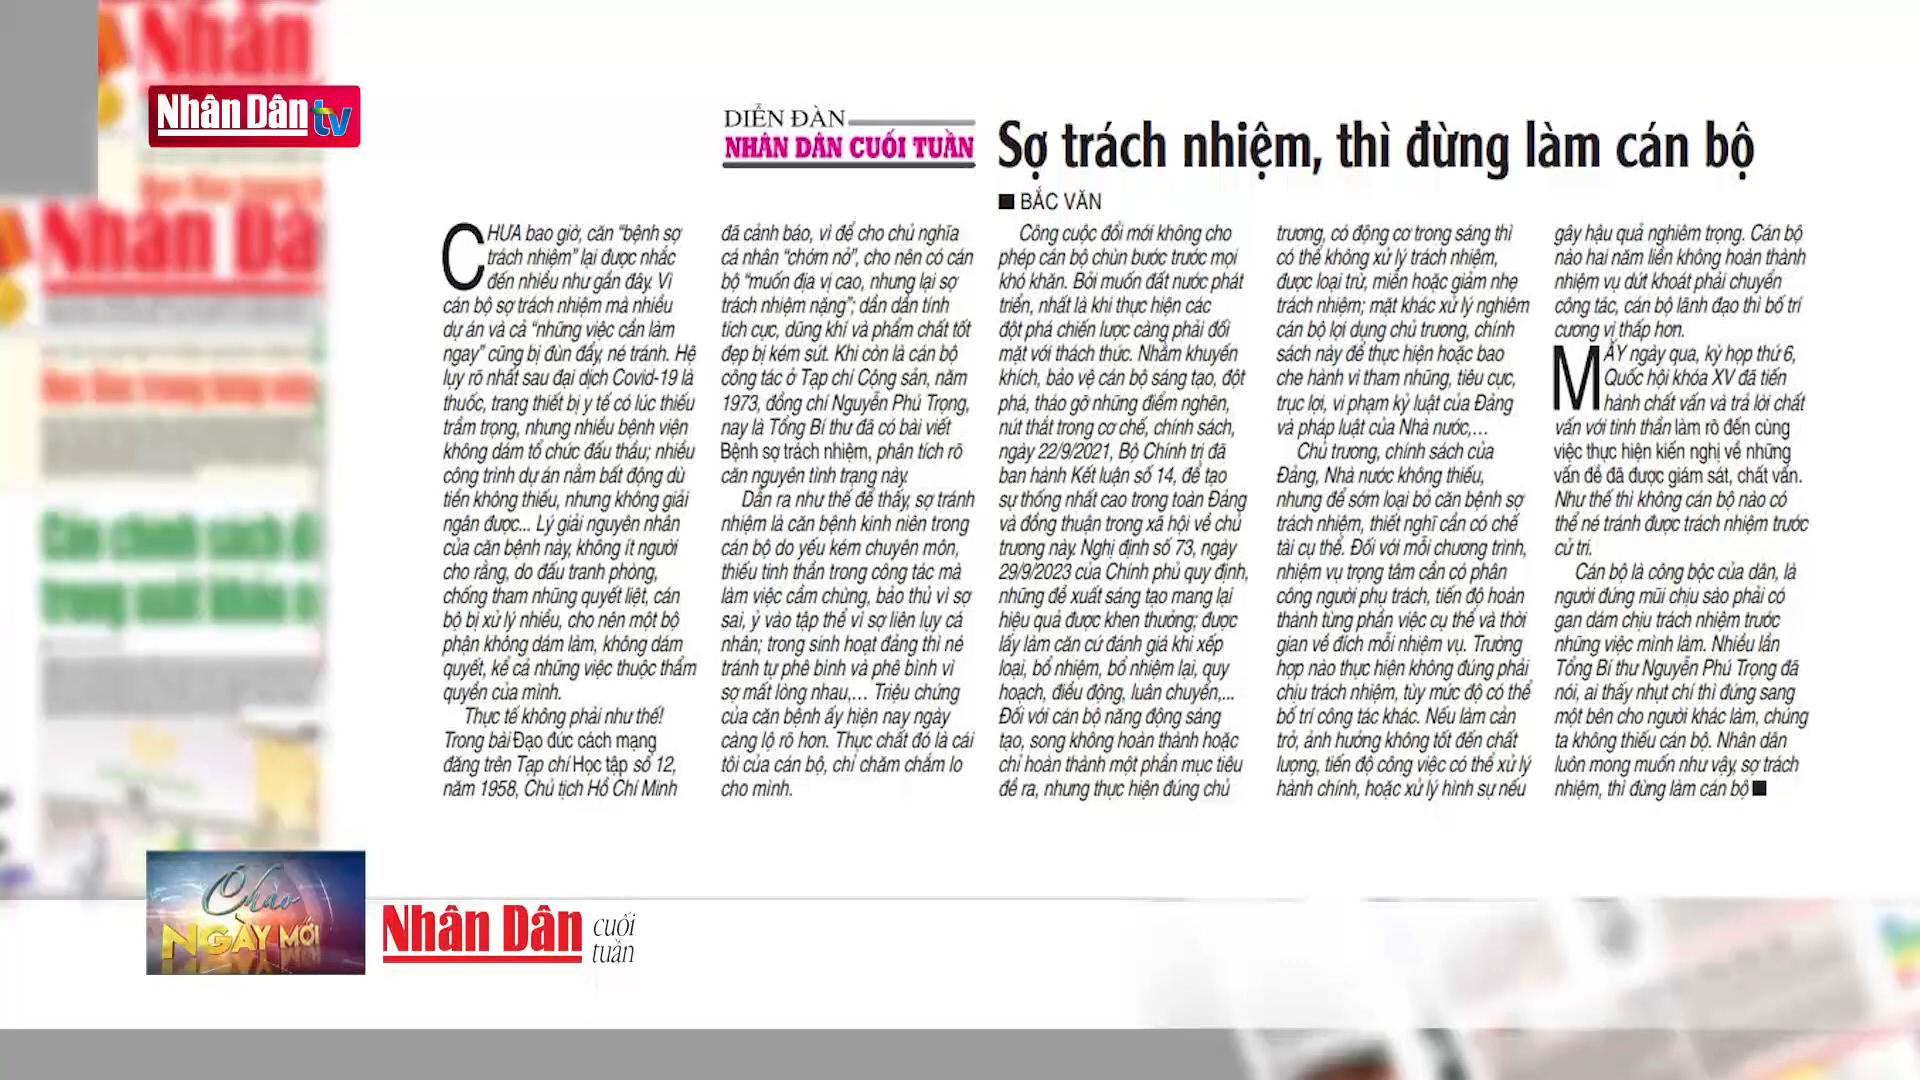 Nhân Dân tv
DIỄN ĐÀN
NHÂN DÂN CUỐI TUẦN
Sợ trách nhiệm, thì đừng làm cán bộ
■ BẮC VĂN
CHƯA bao giờ, căn “bệnh sợ
trách nhiệm” lại được nhắc
đến nhiều như gần đây. Vì
cán bộ sợ trách nhiệm mà nhiều
dự án và cả “những việc cần làm
ngay” cũng bị đùn đẩy, né tránh. Hệ
lụy rõ nhất sau đại dịch Covid-19 là
thuốc, trang thiết bị y tế có lúc thiếu
trầm trọng, nhưng nhiều bệnh viện
không dám tổ chức đấu thầu; nhiều
công trình dự án nằm bất động dù
tiền không thiếu, nhưng không giải
ngân được... Lý giải nguyên nhân
của căn bệnh này, không ít người
cho rằng, do đấu tranh phòng,
chống tham nhũng quyết liệt, cán
bộ bị xử lý nhiều, cho nên một bộ
phận không dám làm, không dám
quyết, kể cả những việc thuộc thẩm
quyền của mình.
Thực tế không phải như thế!
Trong bài Đạo đức cách mạng
đăng trên Tạp chí Học tập số 12,
năm 1958, Chủ tịch Hồ Chí Minh
đã cảnh báo, vì để cho chủ nghĩa
cá nhân “chớm nở”, cho nên có cán
bộ “muốn địa vị cao, nhưng lại sợ
trách nhiệm nặng”; dần dần tính
tích cực, dũng khí và phẩm chất tốt
đẹp bị kém sút. Khi còn là cán bộ
công tác ở Tạp chí Cộng sản, năm
1973, đồng chí Nguyễn Phú Trọng,
nay là Tổng Bí thư đã có bài viết
Bệnh sợ trách nhiệm, phân tích rõ
căn nguyên tình trạng này.
Dẫn ra như thế để thấy, sợ tránh
nhiệm là căn bệnh kinh niên trong
cán bộ do yếu kém chuyên môn,
thiếu tinh thần trong công tác mà
làm việc cầm chừng, bảo thủ vì sợ
sai, ỷ vào tập thể vì sợ liên lụy cá
nhân; trong sinh hoạt đảng thì né
tránh tự phê bình và phê bình vì
sợ mất lòng nhau,... Triệu chứng
của căn bệnh ấy hiện nay ngày
càng lộ rõ hơn. Thực chất đó là cái
tôi của cán bộ, chỉ chăm chắm lo
cho mình.
Công cuộc đổi mới không cho
phép cán bộ chùn bước trước mọi
khó khăn. Bởi muốn đất nước phát
triển, nhất là khi thực hiện các
đột phá chiến lược càng phải đối
mặt với thách thức. Nhằm khuyến
khích, bảo vệ cán bộ sáng tạo, đột
phá, tháo gỡ những điểm nghẽn,
nút thắt trong cơ chế, chính sách,
ngày 22/9/2021, Bộ Chính trị đã
ban hành Kết luận số 14, để tạo
sự thống nhất cao trong toàn Đảng
và đồng thuận trong xã hội về chủ
trương này. Nghị định số 73, ngày
29/9/2023 của Chính phủ quy định,
những đề xuất sáng tạo mang lại
hiệu quả được khen thưởng; được
lấy làm căn cứ đánh giá khi xếp
loại, bổ nhiệm, bổ nhiệm lại, quy
hoạch, điều động, luân chuyển,...
Đối với cán bộ năng động sáng
tạo, song không hoàn thành hoặc
chỉ hoàn thành một phần mục tiêu
đề ra, nhưng thực hiện đúng chủ
trương, có động cơ trong sáng thì
có thể không xử lý trách nhiệm,
được loại trừ, miễn hoặc giảm nhẹ
trách nhiệm; mặt khác xử lý nghiêm
cán bộ lợi dụng chủ trương, chính
sách này để thực hiện hoặc bao
che hành vi tham nhũng, tiêu cực,
trục lợi, vi phạm kỷ luật của Đảng
và pháp luật của Nhà nước,...
Chủ trương, chính sách của
Đảng, Nhà nước không thiếu,
nhưng để sớm loại bỏ căn bệnh sợ
trách nhiệm, thiết nghĩ cần có chế
tài cụ thể. Đối với mỗi chương trình,
nhiệm vụ trọng tâm cần có phân
công người phụ trách, tiến độ hoàn
thành từng phần việc cụ thể và thời
gian về đích mỗi nhiệm vụ. Trường
hợp nào thực hiện không đúng phải
chịu trách nhiệm, tùy mức độ có thể
bố trí công tác khác. Nếu làm cản
trở, ảnh hưởng không tốt đến chất
lượng, tiến độ công việc có thể xử lý
hành chính, hoặc xử lý hình sự nếu
gây hậu quả nghiêm trọng. Cán bộ
nào hai năm liền không hoàn thành
nhiệm vụ dứt khoát phải chuyển
công tác, cán bộ lãnh đạo thì bố trí
cương vị thấp hơn.
MẤY ngày qua, kỳ họp thứ 6,
Quốc hội khóa XV đã tiến
hành chất vấn và trả lời chất
vấn với tinh thần làm rõ đến cùng
việc thực hiện kiến nghị về những
vấn đề đã được giám sát, chất vấn.
Như thế thì không cán bộ nào có
thể né tránh được trách nhiệm trước
cử tri.
Cán bộ là công bộc của dân, là
người đứng mũi chịu sào phải có
gan dám chịu trách nhiệm trước
những việc mình làm. Nhiều lần
Tổng Bí thư Nguyễn Phú Trọng đã
nói, ai thấy nhụt chí thì đứng sang
một bên cho người khác làm, chúng
ta không thiếu cán bộ. Nhân dân
luôn mong muốn như vậy, sợ trách
nhiệm, thì đừng làm cán bộ ■
Chào
NGÀY MỚI
Nhân Dân cuối
tuần